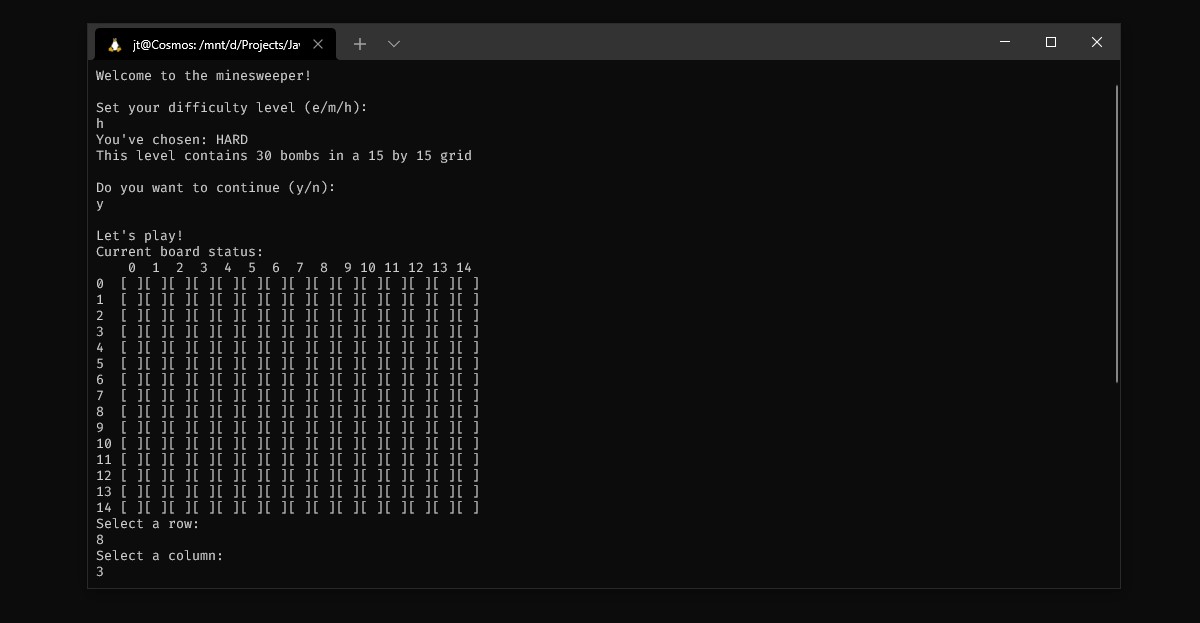 jt@Cosmos: /mnt/d/Projects/Ja
Welcome to the minesweeper!
Set your difficulty level (e/m/h):
h
You've chosen: HARD
This level contains 30 bombs in a 15 by 15 grid
Do you want to continue (y/n):
y
Let's play!
Current board status:
0 1 2 3 4 5 6 7 8 9 10 11 12 13 14
0 [ ][ ][ ][ ][ ][ ][ ][ ][ ][ ][ ][ ][ ][ ][ ]
1 [ ][ ][ ][ ][ ][ ][ ][ ][ ][ ][ ][ ][ ][ ][ ]
2 [ ][ ][ ][ ][ ][ ][ ][ ][ ][ ][ ][ ][ ][ ][ ]
3 [ ][ ][ ][ ][ ][ ][ ][ ][ ][ ][ ][ ][ ][ ][ ]
4 [ ][ ][ ][ ][ ][ ][ ][ ][ ][ ][ ][ ][ ][ ][ ]
5 [ ][ ][ ][ ][ ][ ][ ][ ][ ][ ][ ][ ][ ][ ][ ]
6 [ ][ ][ ][ ][ ][ ][ ][ ][ ][ ][ ][ ][ ][ ][ ]
7 [ ][ ][ ][ ][ ][ ][ ][ ][ ][ ][ ][ ][ ][ ][ ]
8 [ ][ ][ ][ ][ ][ ][ ][ ][ ][ ][ ][ ][ ][ ][ ]
9 [ ][ ][ ][ ][ ][ ][ ][ ][ ][ ][ ][ ][ ][ ][ ]
10 [ ][ ][ ][ ][ ][ ][ ][ ][ ][ ][ ][ ][ ][ ][ ]
11 [ ][ ][ ][ ][ ][ ][ ][ ][ ][ ][ ][ ][ ][ ][ ]
12 [ ][ ][ ][ ][ ][ ][ ][ ][ ][ ][ ][ ][ ][ ][ ]
13 [ ][ ][ ][ ][ ][ ][ ][ ][ ][ ][ ][ ][ ][ ][ ]
14 [ ][ ][ ][ ][ ][ ][ ][ ][ ][ ][ ][ ][ ][ ][ ]
Select a row:
8
Select a column:
3